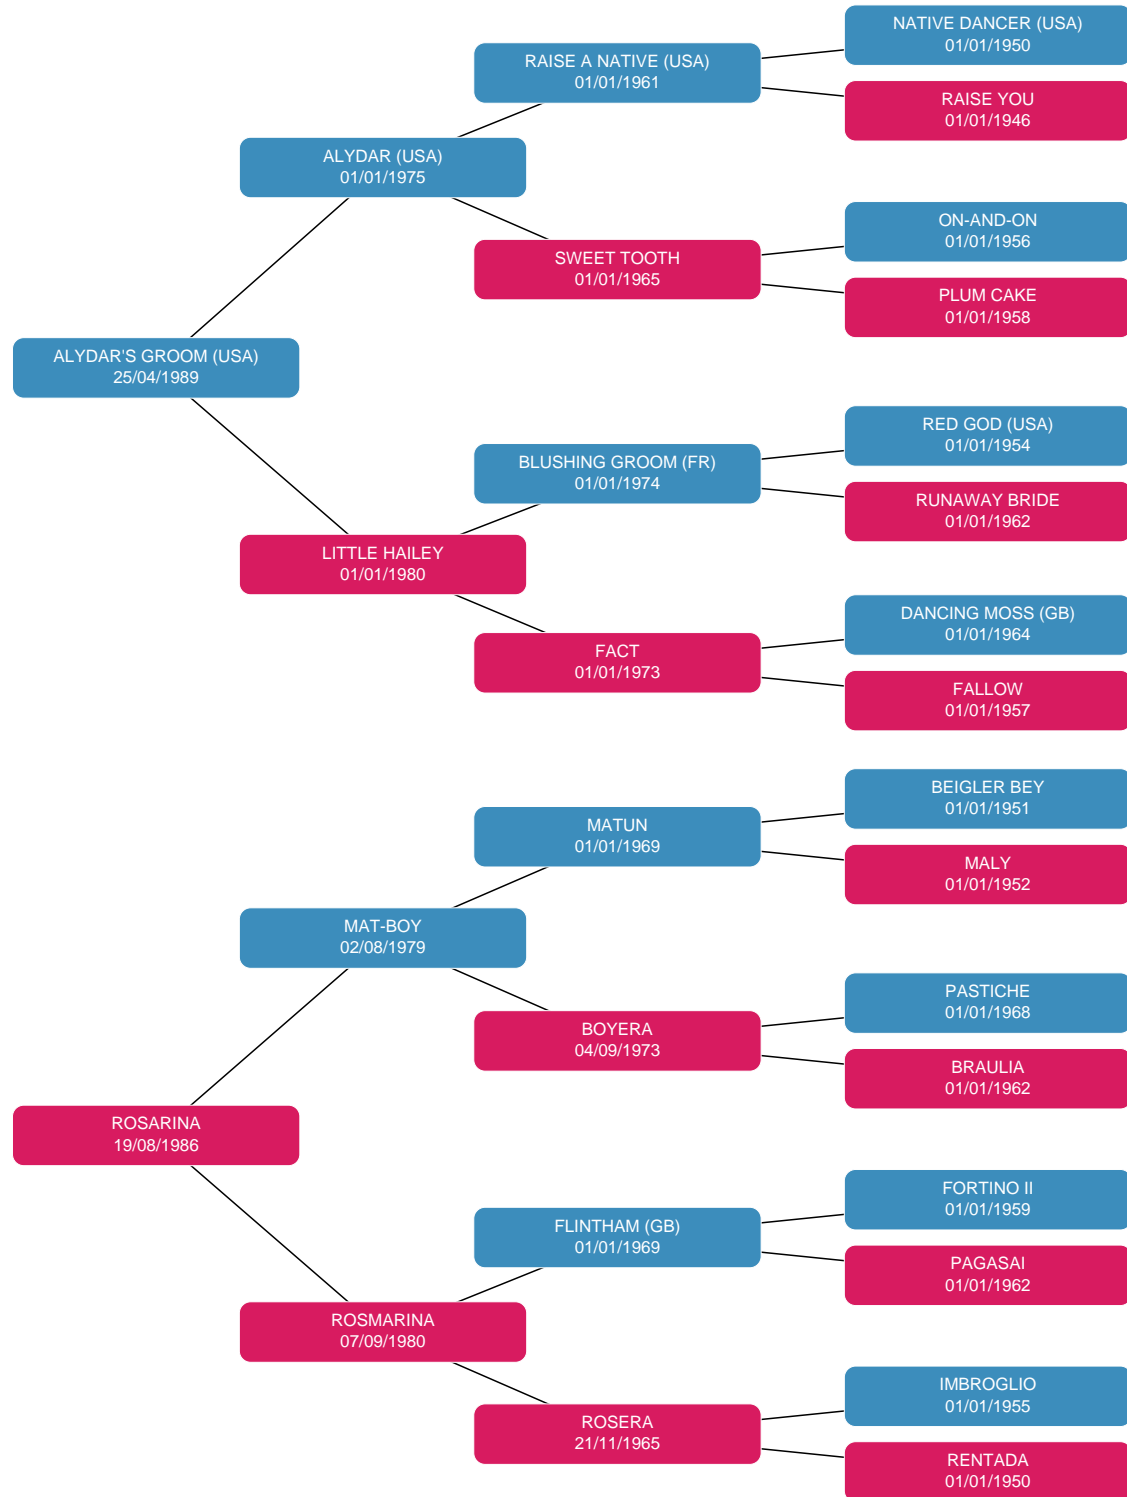 NATIVE DANCER (USA)
01/01/1950
RAISE A NATIVE (USA)
01/01/1961
RAISE YOU
01/01/1946
ALYDAR (USA)
01/01/1975
ON-AND-ON
01/01/1956
SWEET TOOTH
01/01/1965
PLUM CAKE
01/01/1958
ALYDAR'S GROOM (USA)
25/04/1989
RED GOD (USA)
01/01/1954
BLUSHING GROOM (FR)
01/01/1974
RUNAWAY BRIDE
01/01/1962
LITTLE HAILEY
01/01/1980
DANCING MOSS (GB)
01/01/1964
FACT
01/01/1973
FALLOW
01/01/1957
BEIGLER BEY
01/01/1951
MATUN
01/01/1969
MALY
01/01/1952
MAT-BOY
02/08/1979
PASTICHE
01/01/1968
BOYERA
04/09/1973
BRAULIA
01/01/1962
ROSARINA
19/08/1986
FORTINO II
01/01/1959
FLINTHAM (GB)
01/01/1969
PAGASAI
01/01/1962
ROSMARINA
07/09/1980
IMBROGLIO
01/01/1955
ROSERA
21/11/1965
RENTADA
01/01/1950